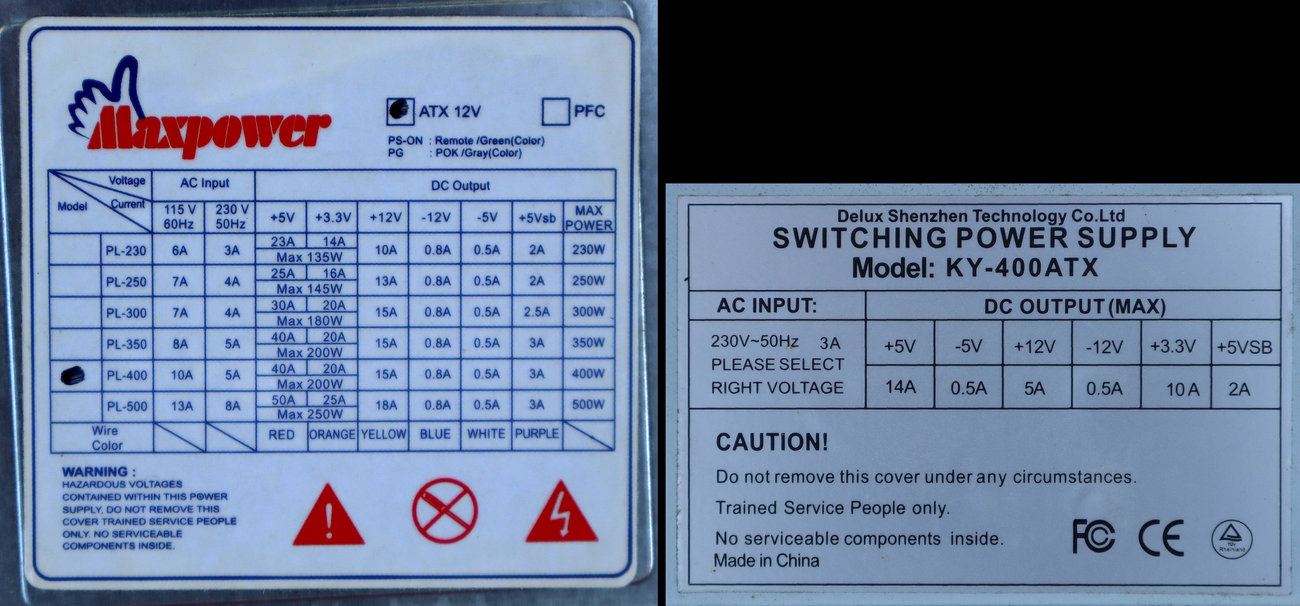 Maxpower
ATX 12V PFC
PS-ON : Remote /Green(Color)
PG : POK /Gray(Color)
Voltage AC Input DC Output
Current
Model 115 V 60Hz 230 V 50Hz +5V +3.3V +12V -12V -5V +5Vsb MAX POWER
PL-230 6A 3A 23A 14A 10A 0.8A 0.5A 2A 230W
Max 135W
PL-250 7A 4A 25A 16A 13A 0.8A 0.5A 2A 250W
Max 145W
PL-300 7A 4A 30A 20A 15A 0.8A 0.5A 2.5A 300W
Max 180W
PL-350 8A 5A 40A 20A 15A 0.8A 0.5A 3A 350W
Max 200W
PL-400 10A 5A 40A 20A 15A 0.8A 0.5A 3A 400W
Max 200W
PL-500 13A 8A 50A 25A 18A 0.8A 0.5A 3A 500W
Max 250W
Wire Color RED ORANGE YELLOW BLUE WHITE PURPLE
WARNING :
HAZARDOUS VOLTAGES
CONTAINED WITHIN THIS POWER
SUPPLY. DO NOT REMOVE THIS
COVER TRAINED SERVICE PEOPLE
ONLY. NO SERVICEABLE
COMPONENTS INSIDE.
Delux Shenzhen Technology Co.Ltd
SWITCHING POWER SUPPLY
Model: KY-400ATX
AC INPUT: DC OUTPUT(MAX)
230V~50Hz 3A
PLEASE SELECT
RIGHT VOLTAGE
+5V -5V +12V -12V +3.3V +5VSB
14A 0.5A 5A 0.5A 10A 2A
CAUTION!
Do not remove this cover under any circumstances.
Trained Service People only.
No serviceable components inside.
Made in China
FC CE TÜV Rheinland